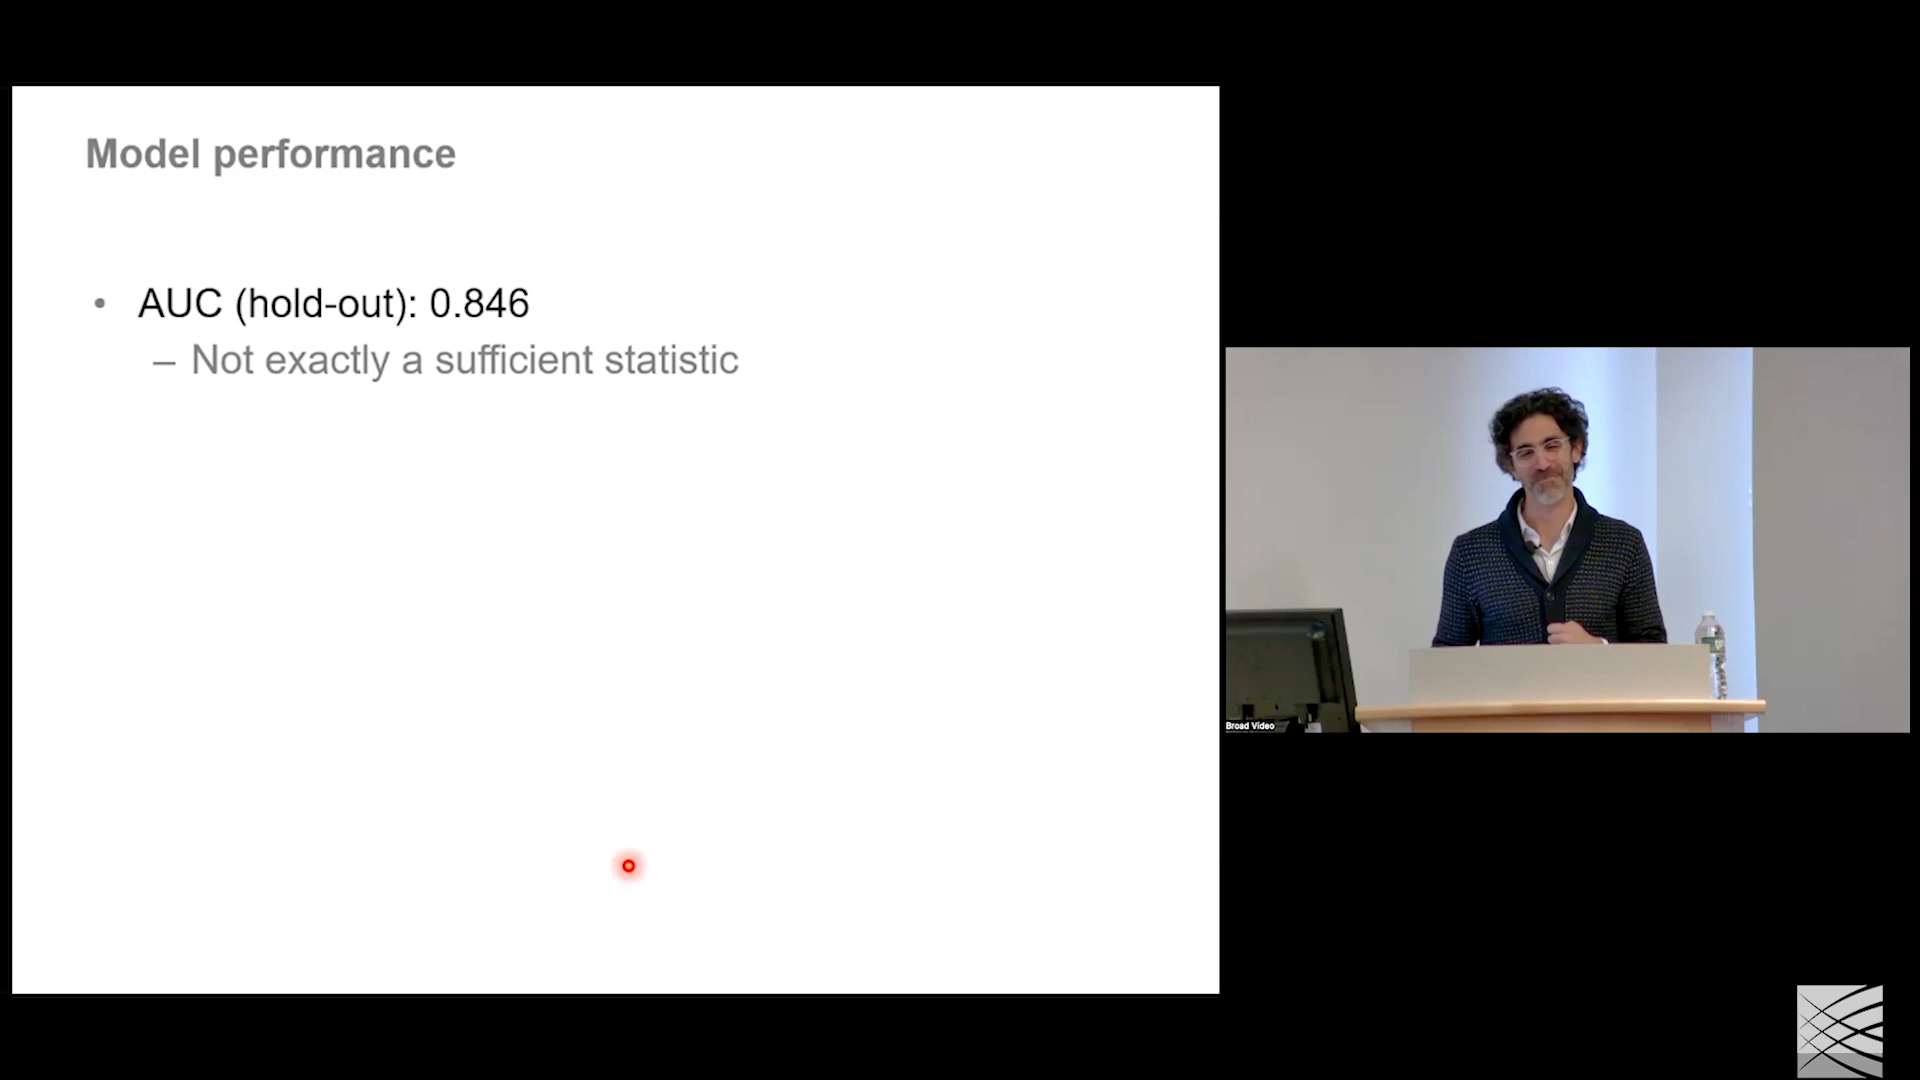 Model performance
• AUC (hold-out): 0.846
– Not exactly a sufficient statistic
Broad Video